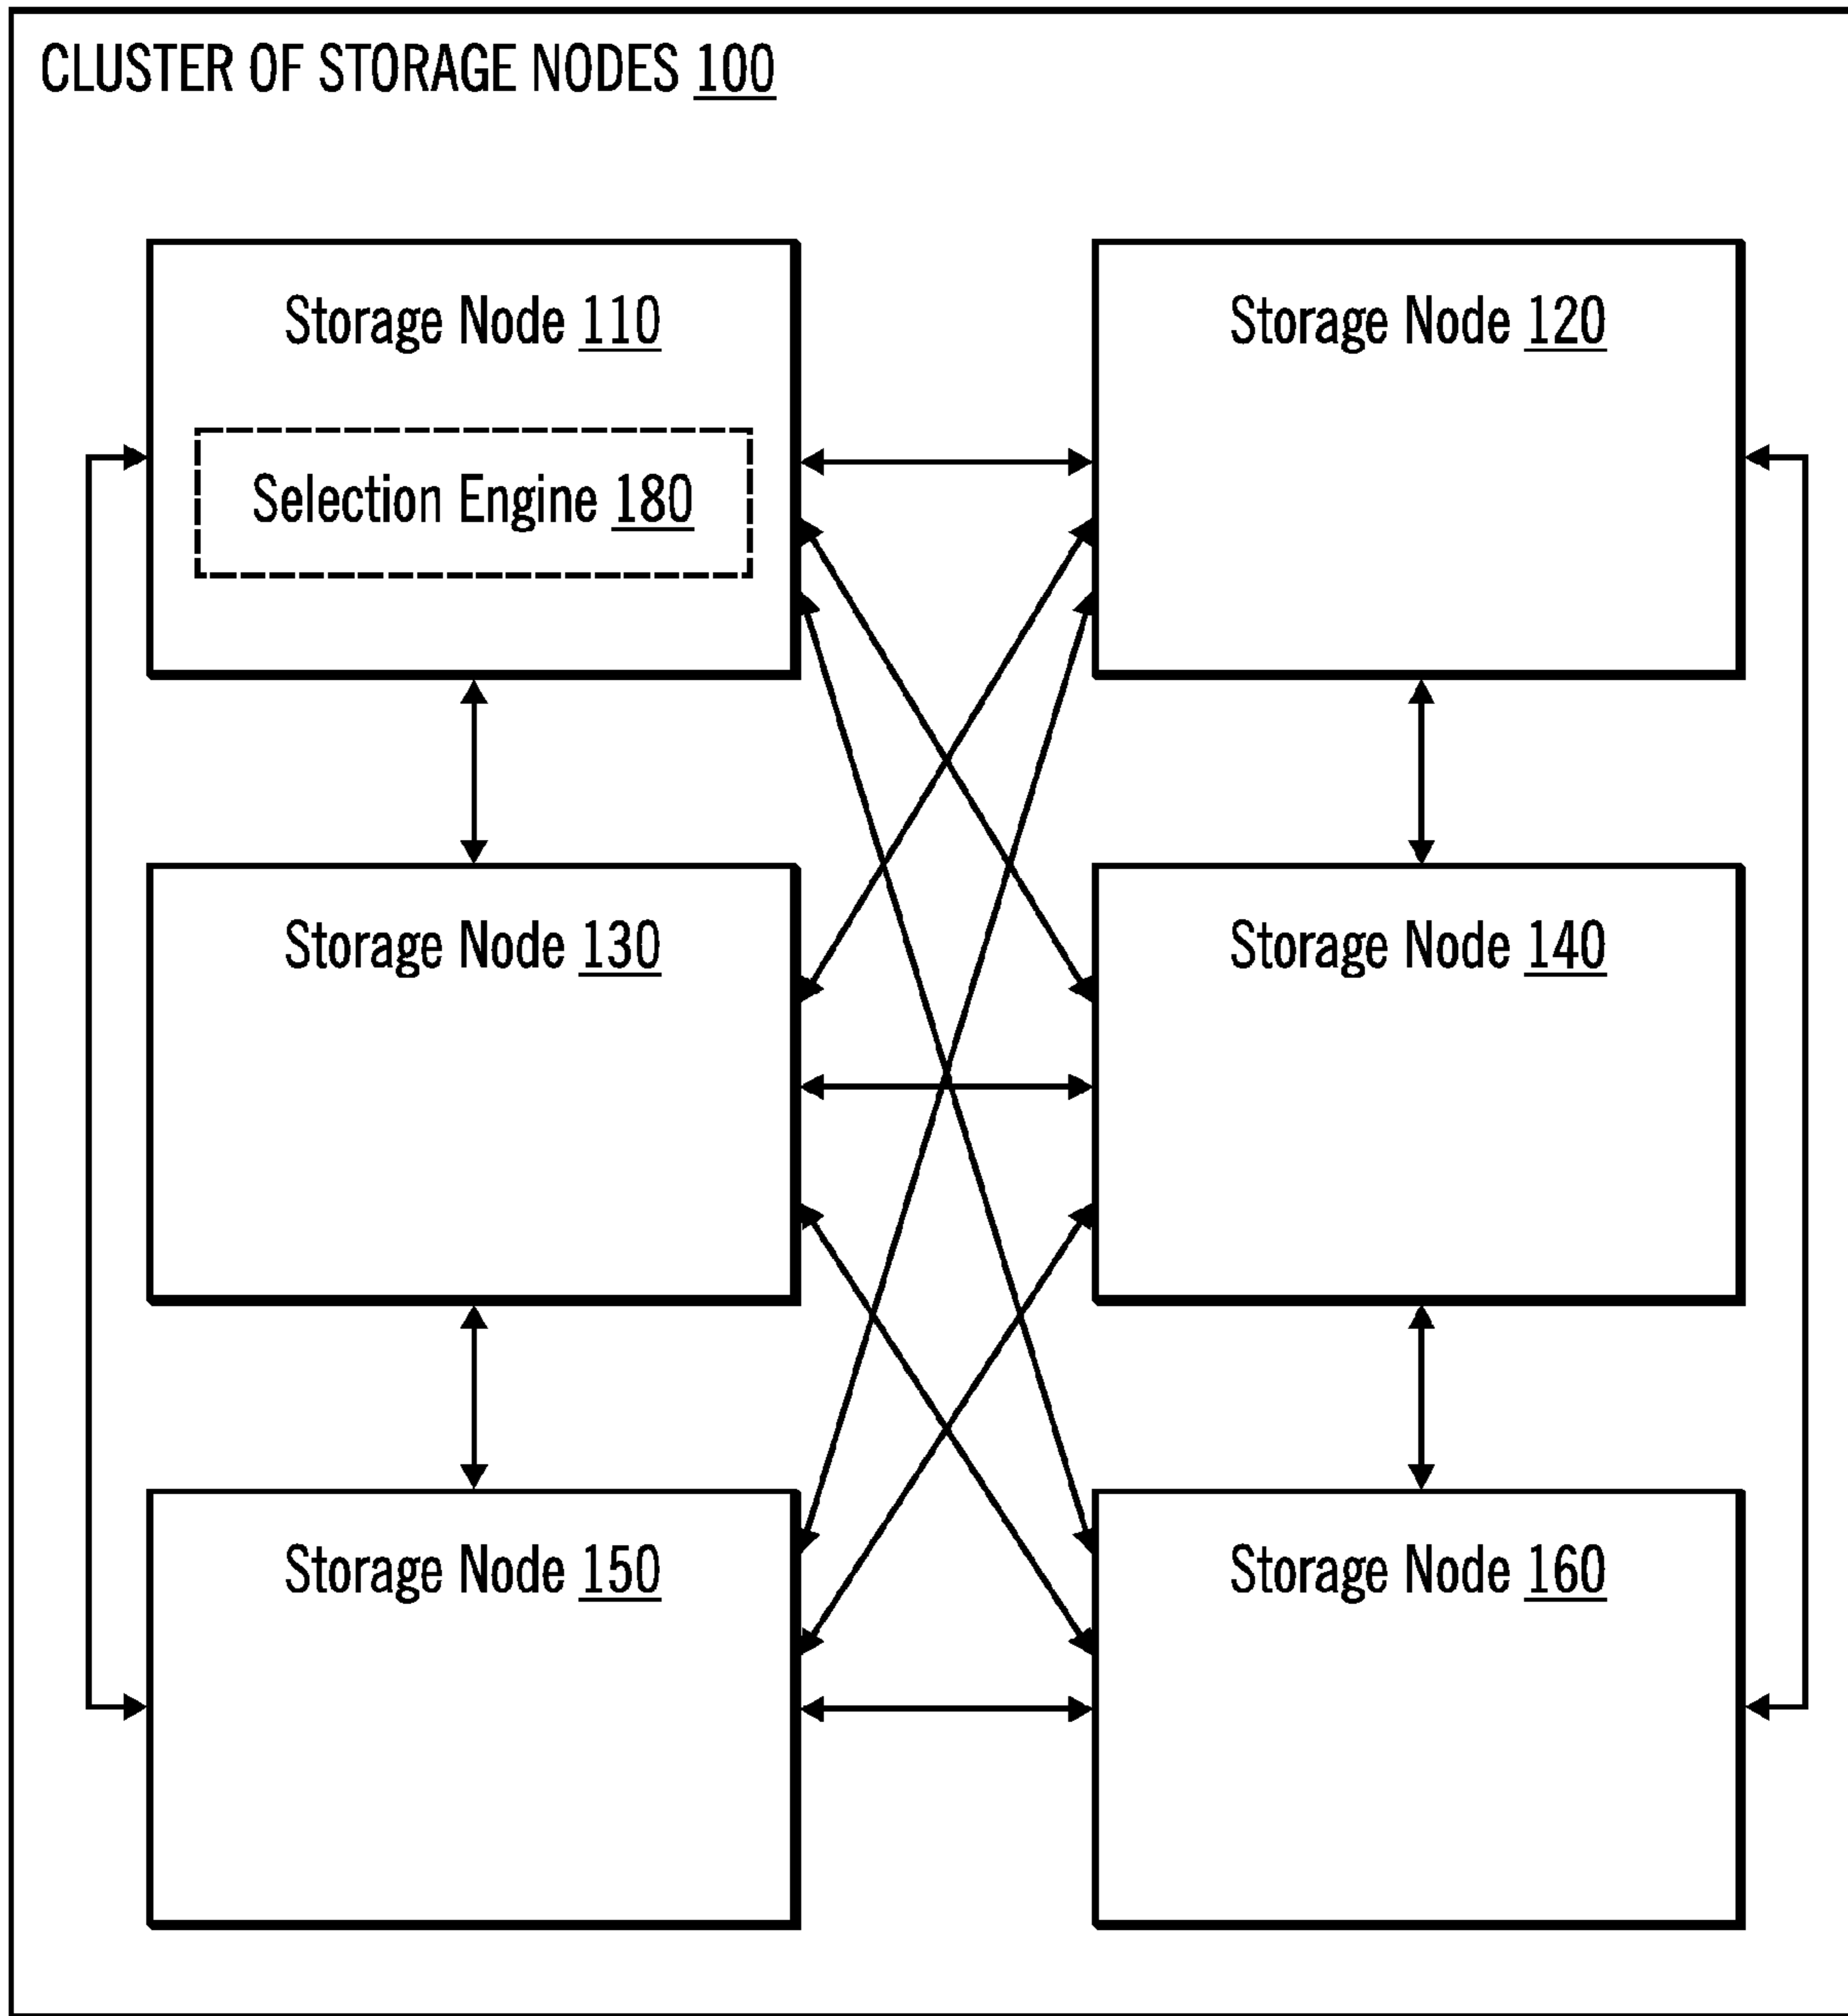 CLUSTER OF STORAGE NODES 100
Storage Node 110
Storage Node 120
Selection Engine 180
Storage Node 130
Storage Node 140
Storage Node 150
Storage Node 160